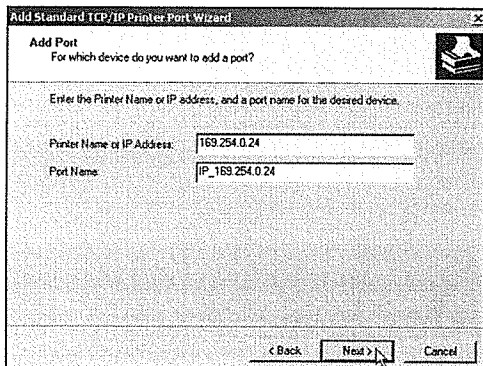 Add Standard TCP/IP Printer Port Wizard
Add Port
For which device do you want to add a port?
Enter the Printer Name or IP address, and a port name for the desired device.
Printer Name or IP Address: 169.254.0.24
Port Name: IP_169.254.0.24
< Back Next > Cancel